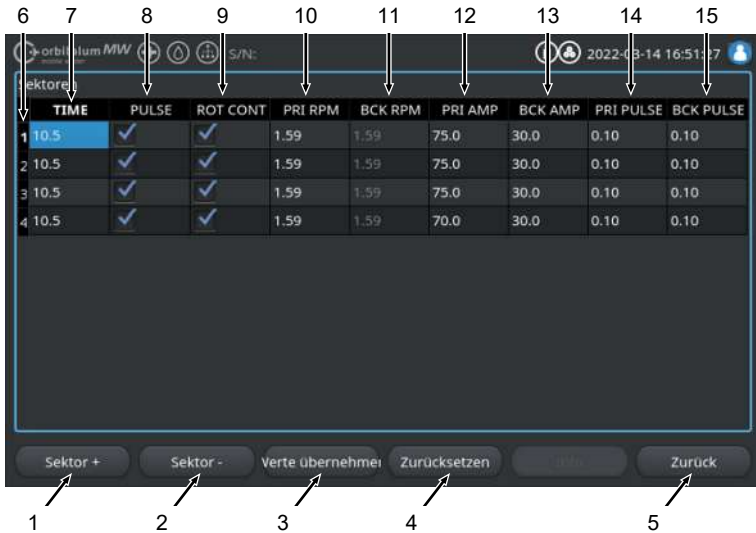 6 7 8 9 10 11 12 13 14 15
orbitalum MW S/N: 2022-03-14 16:51:27
mobile welder
Sektoren
TIME PULSE ROT CONT PRI RPM BCK RPM PRI AMP BCK AMP PRI PULSE BCK PULSE
1 10.5 1.59 1.59 75.0 30.0 0.10 0.10
2 10.5 1.59 1.59 75.0 30.0 0.10 0.10
3 10.5 1.59 1.59 75.0 30.0 0.10 0.10
4 10.5 1.59 1.59 70.0 30.0 0.10 0.10
Sektor + Sektor - Verte übernehmen Zurücksetzen Zurück
1 2 3 4 5